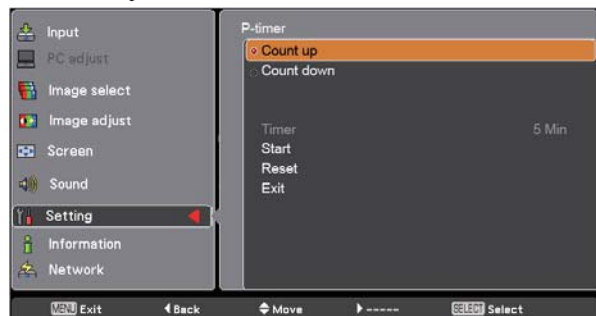 Input
PC adjust
Image select
Image adjust
Screen
Sound
Setting
Information
Network
P-timer
Count up
Count down
Timer 5 Min
Start
Reset
Exit
MENU Exit Back Move ----- SELECT Select